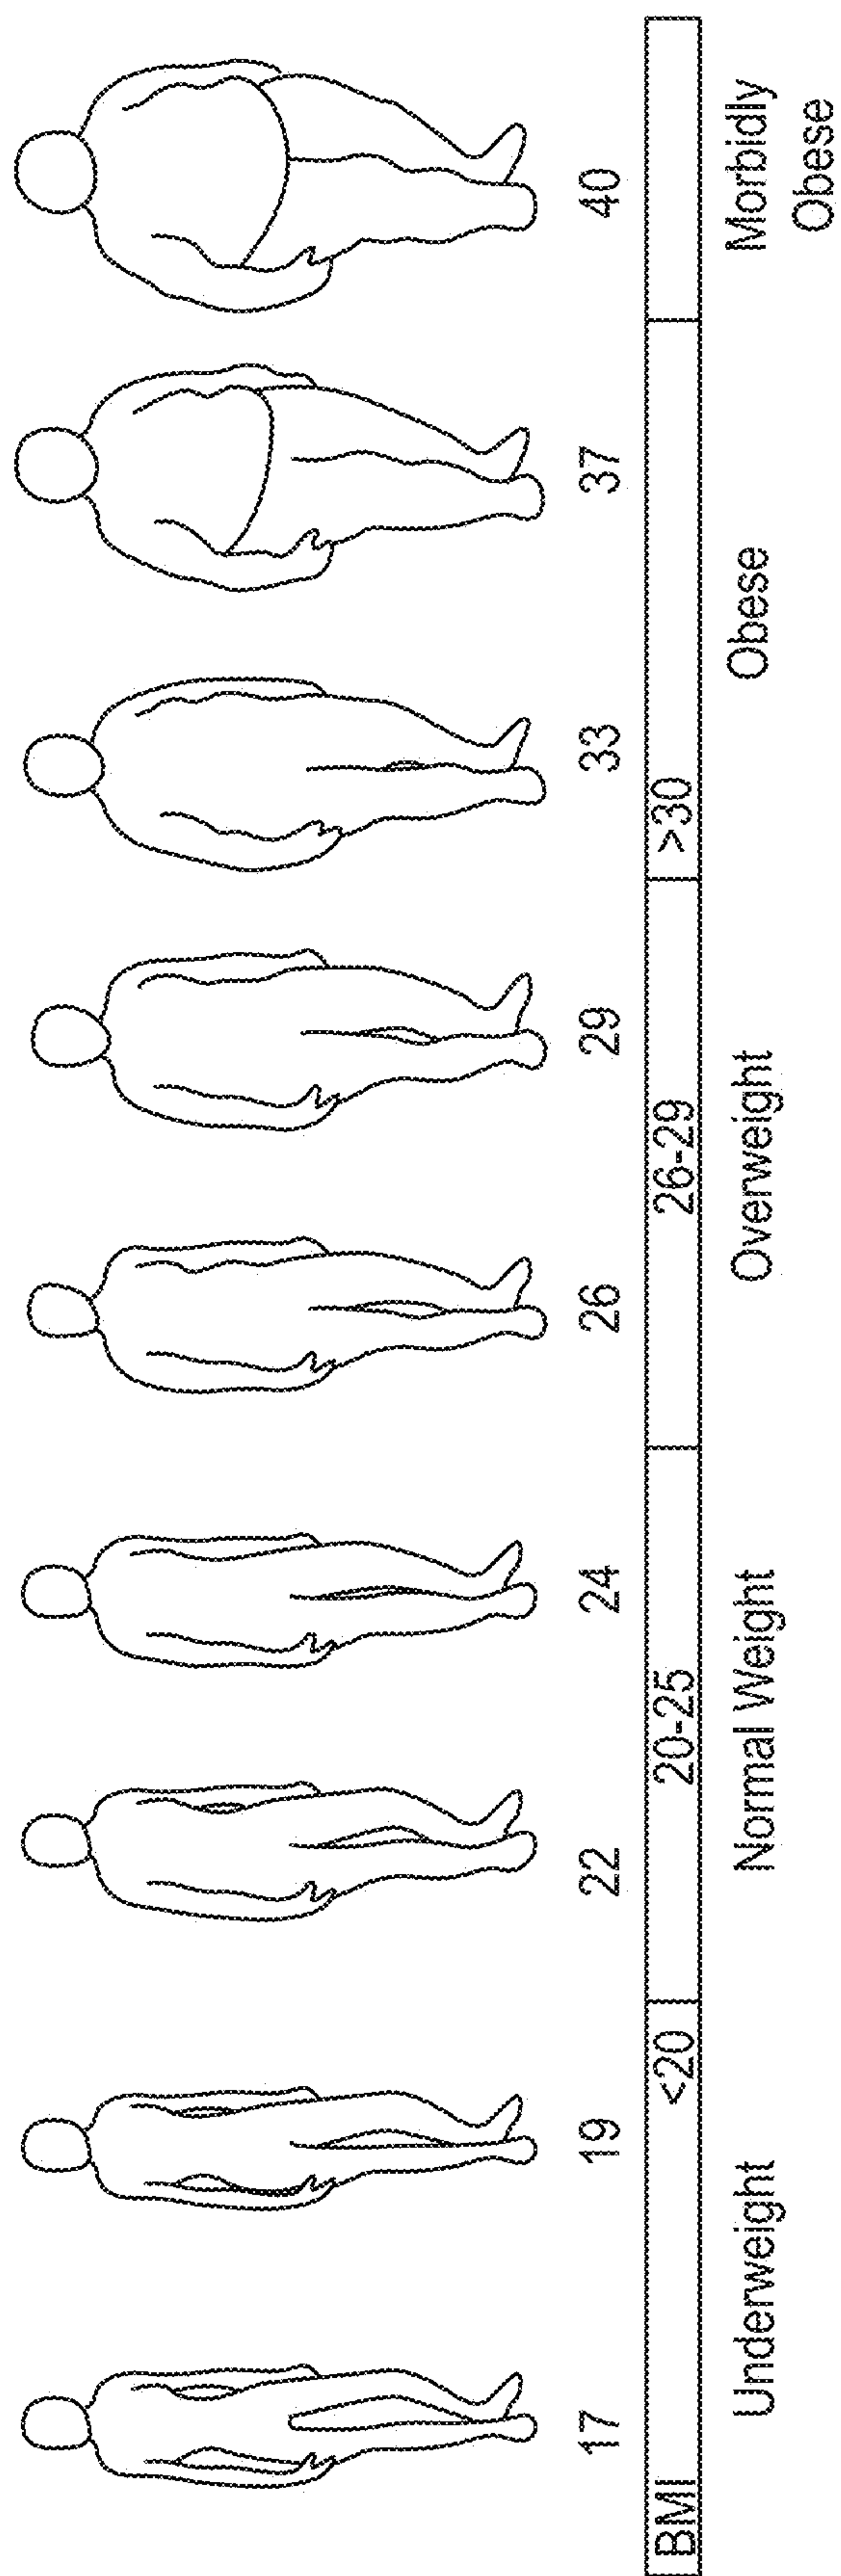 17 19 22 24 26 29 33 37 40
BMI <20 20-25 26-29 >30
Underweight Normal Weight Overweight Obese Morbidly
Obese